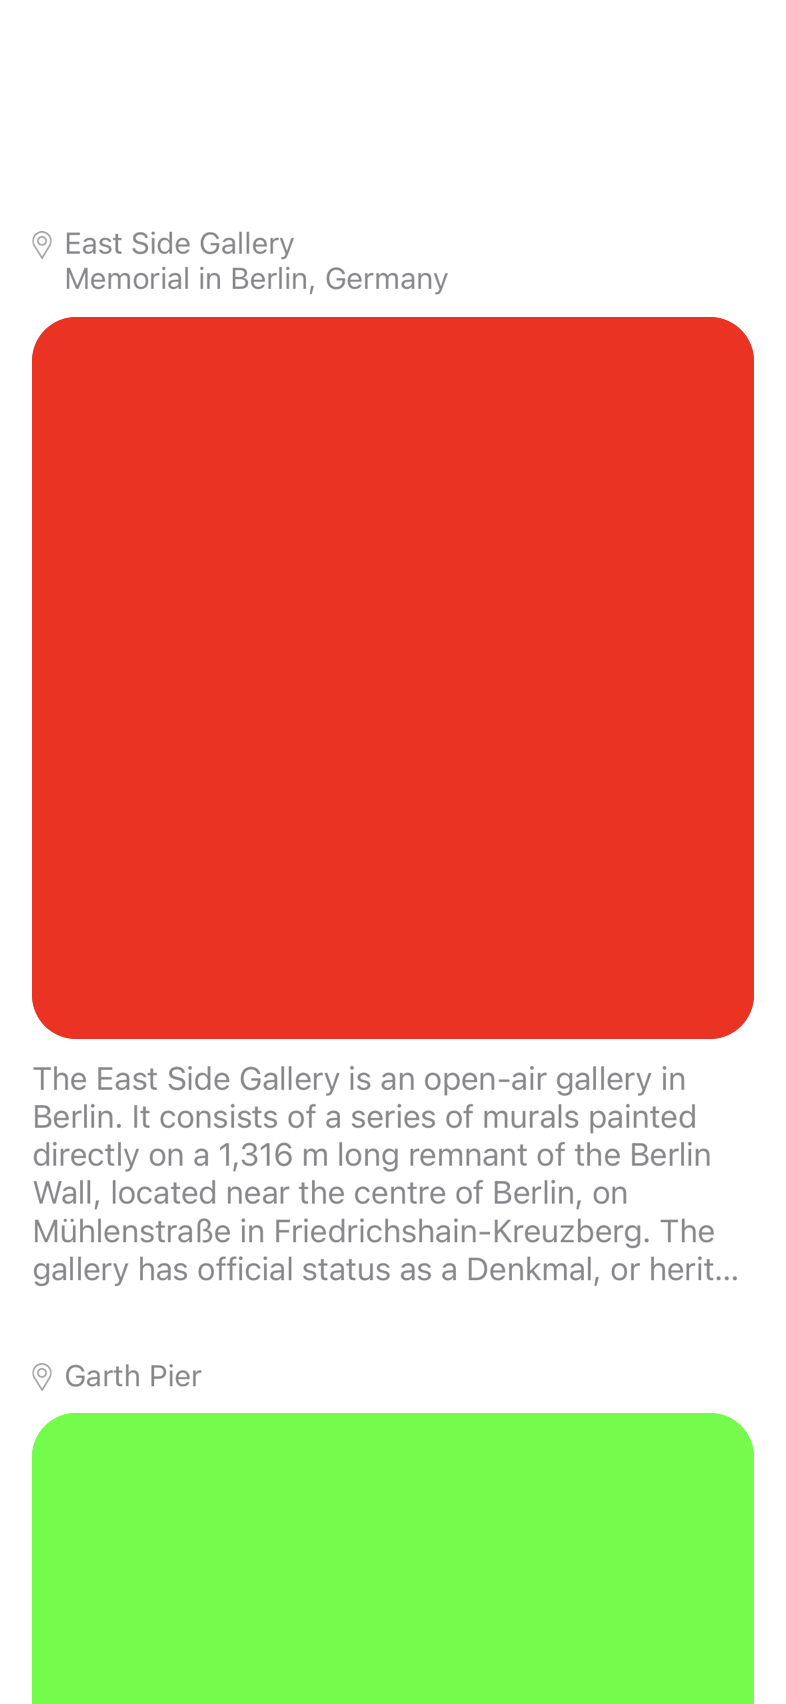 East Side Gallery
Memorial in Berlin, Germany
The East Side Gallery is an open-air gallery in
Berlin. It consists of a series of murals painted
directly on a 1,316 m long remnant of the Berlin
Wall, located near the centre of Berlin, on
Mühlenstraße in Friedrichshain-Kreuzberg. The
gallery has official status as a Denkmal, or herit...
Garth Pier